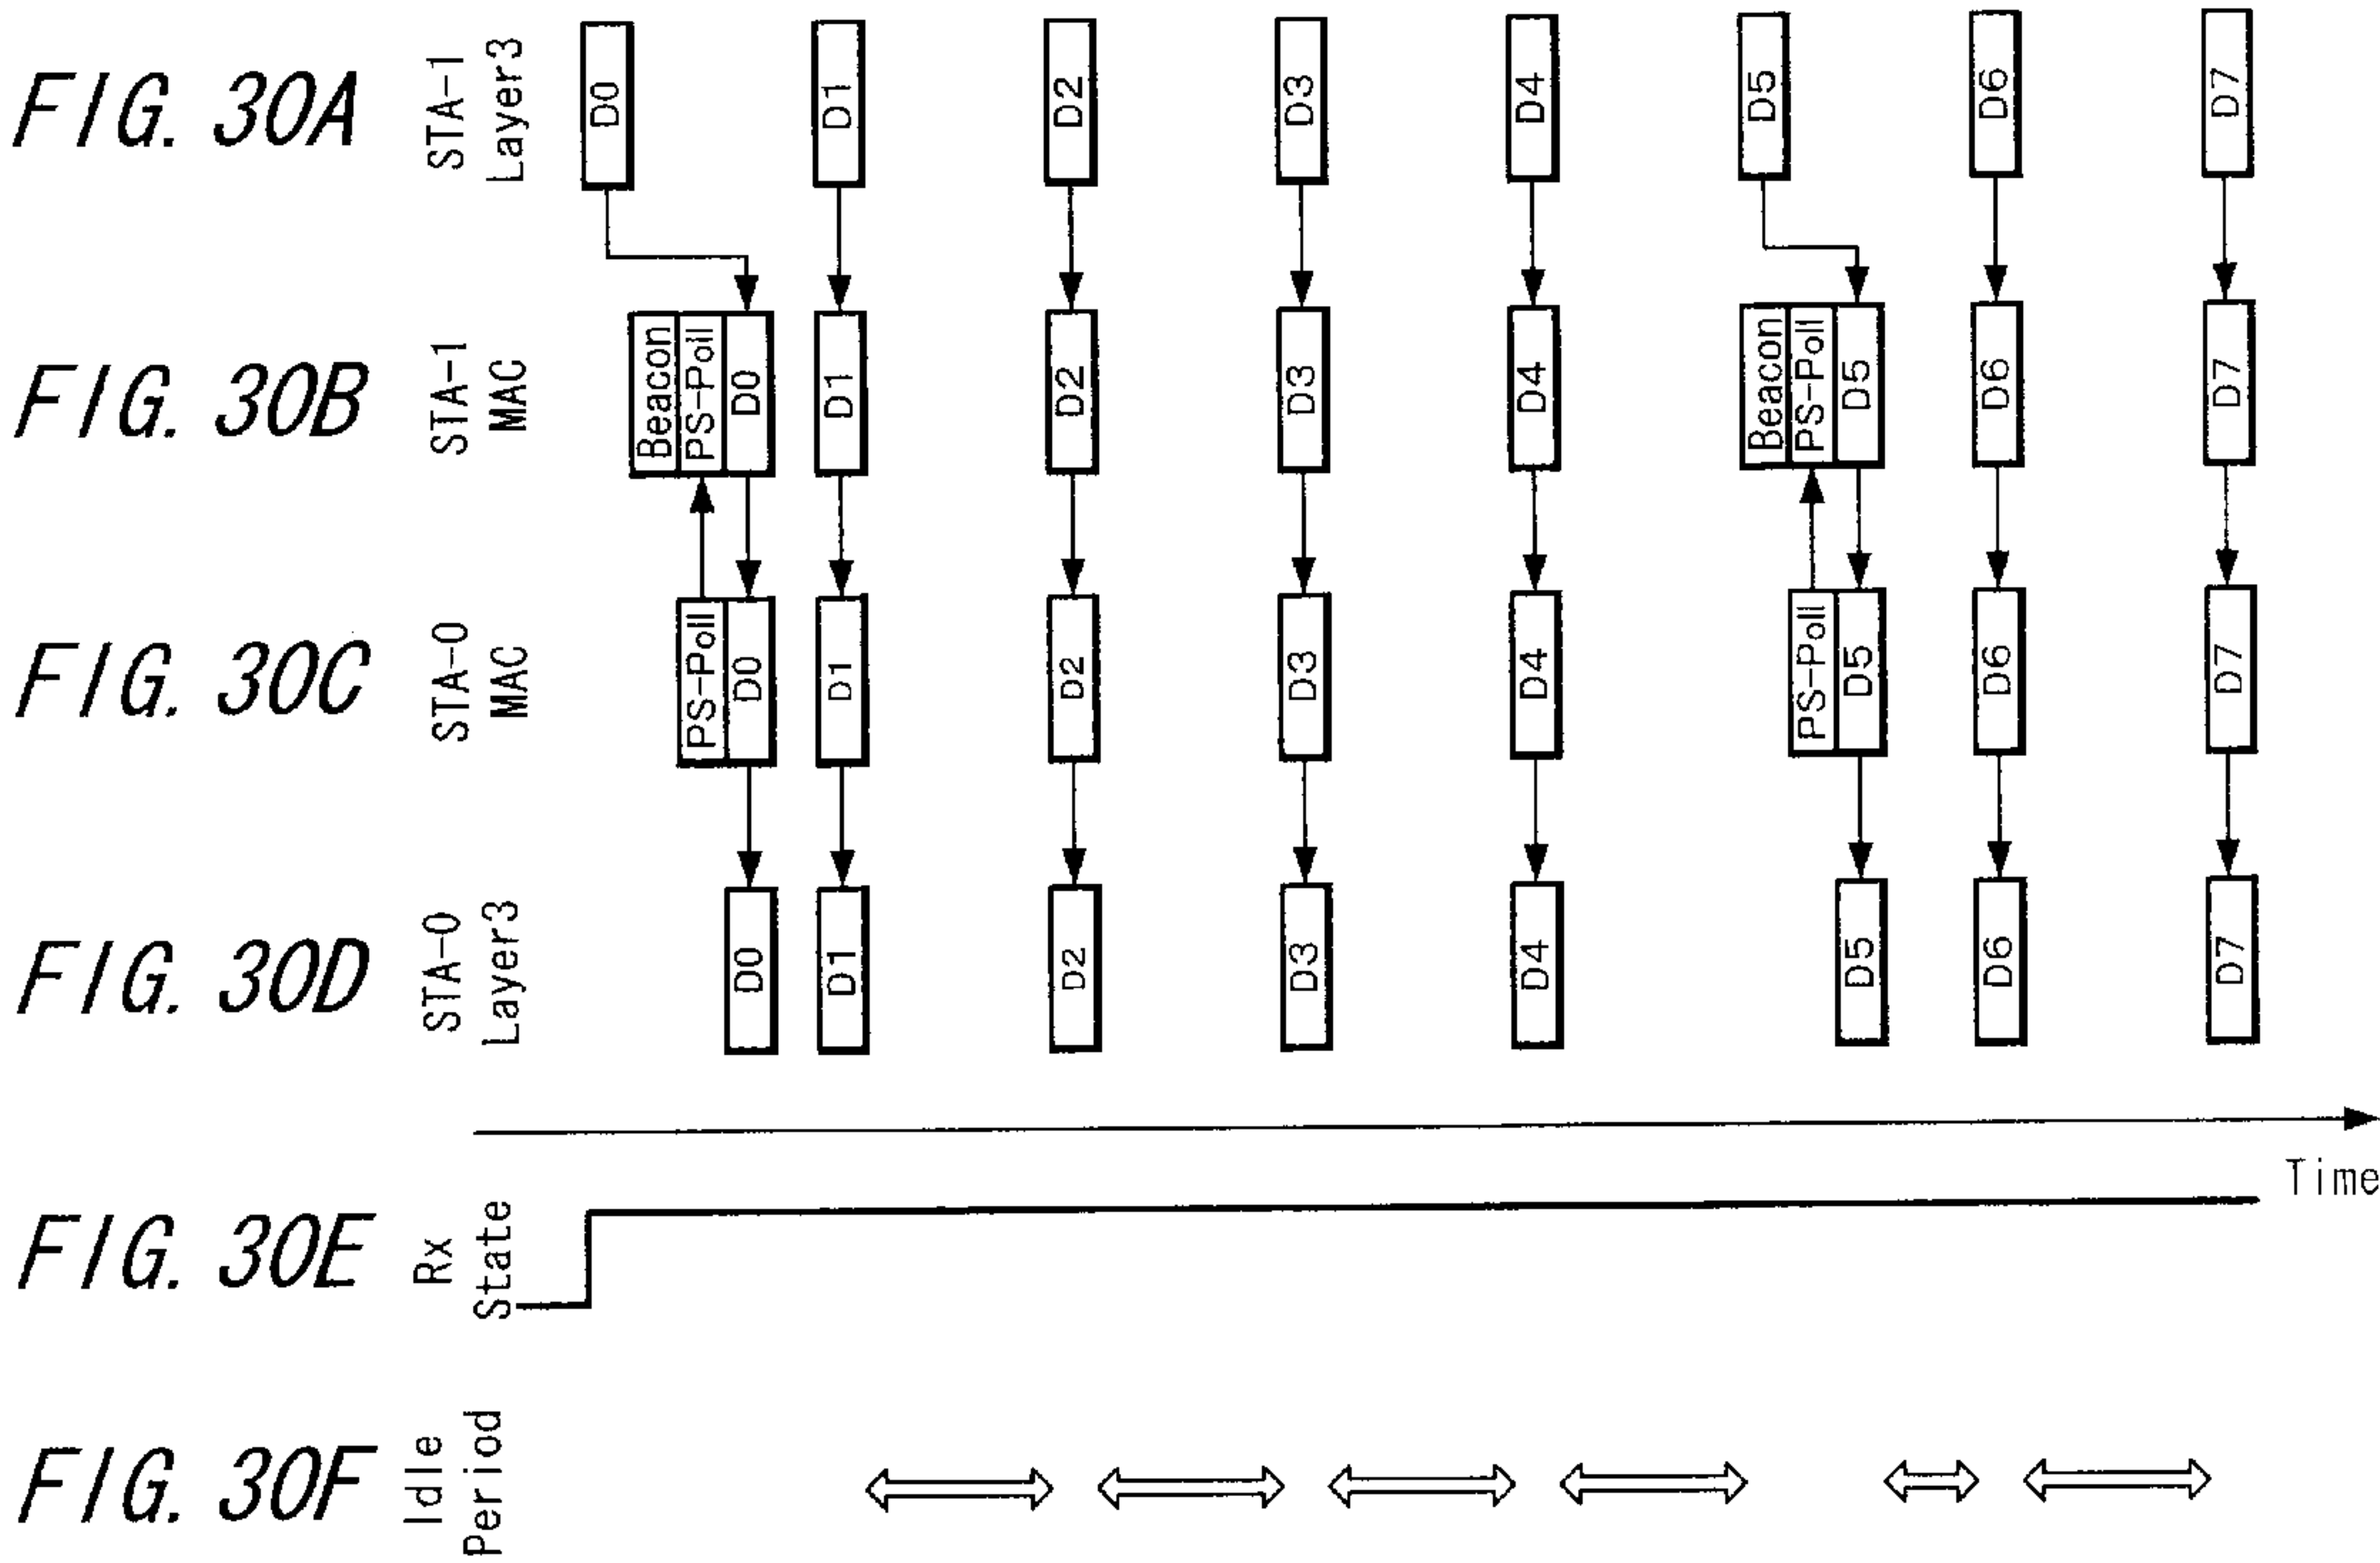 FIG. 30A
STA-1
Layer3
D0
D1
D2
D3
D4
D5
D6
D7
FIG. 30B
STA-1
MAC
Beacon
PS-Poll
D0
D1
D2
D3
D4
Beacon
PS-Poll
D5
D6
D7
FIG. 30C
STA-0
MAC
PS-Poll
D0
D1
D2
D3
D4
PS-Poll
D5
D6
D7
FIG. 30D
STA-0
Layer3
D0
D1
D2
D3
D4
D5
D6
D7
Time
FIG. 30E
Rx
State
FIG. 30F
Idle
Period